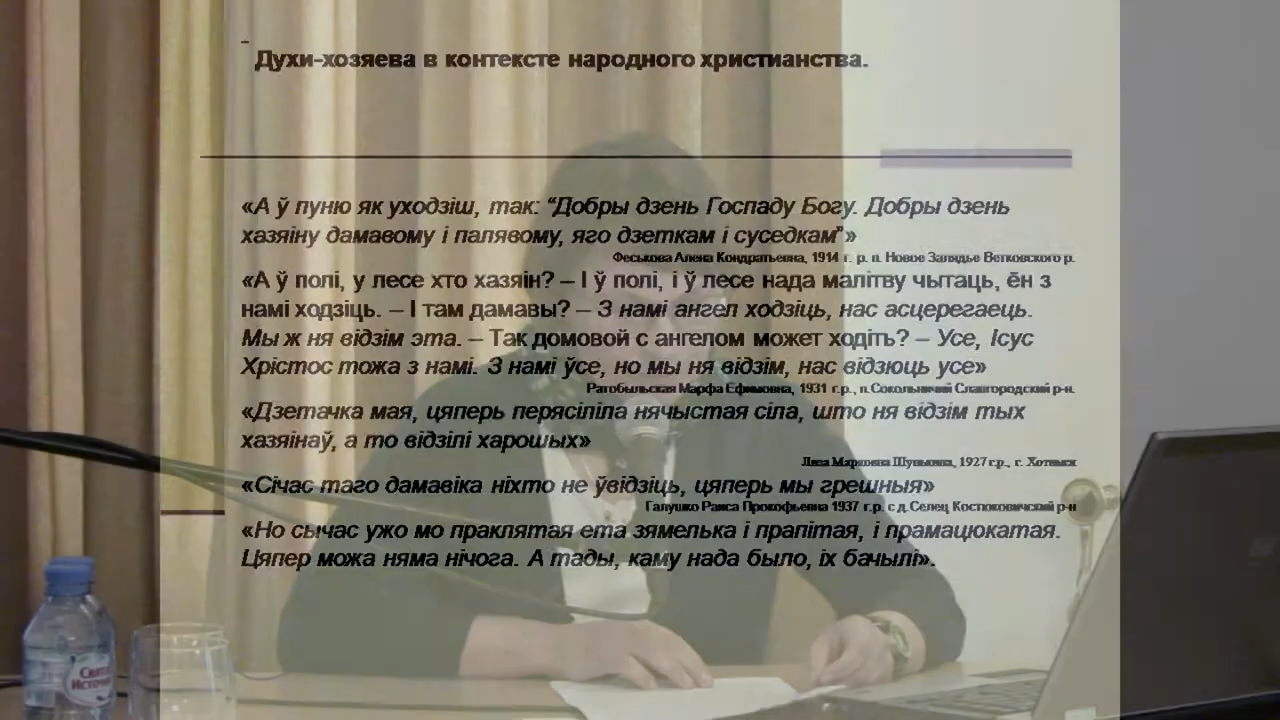 Духи-хозяева в контексте народного христианства.
«А ў пуню як уходзіш, так: “Добры дзень Госпаду Богу. Добры дзень
хазяіну дамавому і палявому, яго дзеткам і суседкам”»
Феськова Алена Кондратьевна, 1914 г. р. п. Новое Залядье Ветковского р.
«А ў полі, у лесе хто хазяін? – І ў полі, і ў лесе нада малітву чытаць, ён з
намі ходзіць. – І там дамавы? – З намі ангел ходзіць, нас асцерегаець.
Мы ж ня відзім эта. – Так домовой с ангелом может ходіть? – Усе, Ісус
Хрістос тожа з намі. З намі ўсе, но мы ня відзім, нас відзюць усе»
Ратобыльская Марфа Ефимовна, 1931 г.р., п.Сокольничий Славгородский р-н.
«Дзетачка мая, цяперь перясіліла нячыстая сіла, што ня відзім тых
хазяінаў, а то відзілі харошых»
1927 г.р., г. Хотимск
«Січас таго дамавіка ніхто не ўвідзіць, цяперь мы грешныя»
Галушко Раиса Прокофьевна 1937 г.р. с д.Селец Костюковичский р-н
«Но сычас ужо мо праклятая ета зямелька і прапітая, і прамацюкатая.
Цяпер можа няма нічога. А тады, каму нада было, іх бачылі».
Святой
Источник